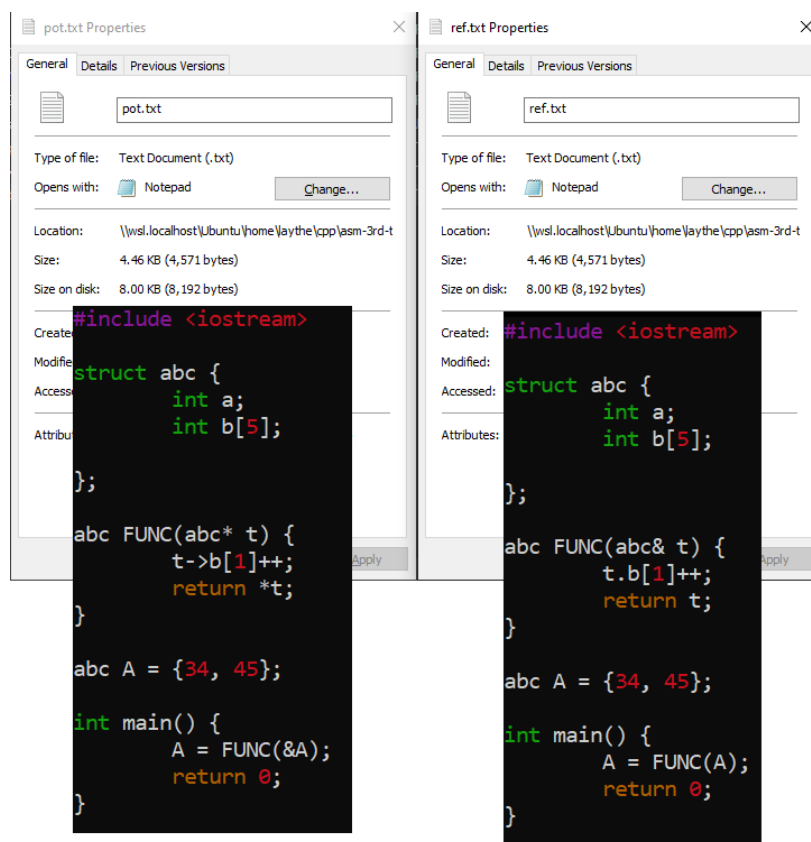 pot.txt Properties
General Details Previous Versions
pot.txt
Type of file: Text Document (.txt)
Opens with: Notepad Change...
Location: \\wsl.localhost\Ubuntu\home\laythe\cpp\asm-3rd-t
Size: 4.46 KB (4,571 bytes)
Size on disk: 8.00 KB (8,192 bytes)
Create
Modifie
Access
Attribu
Apply
#include <iostream>
struct abc {
int a;
int b[5];
};
abc FUNC(abc* t) {
t->b[1]++;
return *t;
}
abc A = {34, 45};
int main() {
A = FUNC(&A);
return 0;
}
ref.txt Properties
General Details Previous Versions
ref.txt
Type of file: Text Document (.txt)
Opens with: Notepad Change...
Location: \\wsl.localhost\Ubuntu\home\laythe\cpp\asm-3rd-t
Size: 4.46 KB (4,571 bytes)
Size on disk: 8.00 KB (8,192 bytes)
Created:
Modified:
Accessed:
Attributes:
Apply
#include <iostream>
struct abc {
int a;
int b[5];
};
abc FUNC(abc& t) {
t.b[1]++;
return t;
}
abc A = {34, 45};
int main() {
A = FUNC(A);
return 0;
}